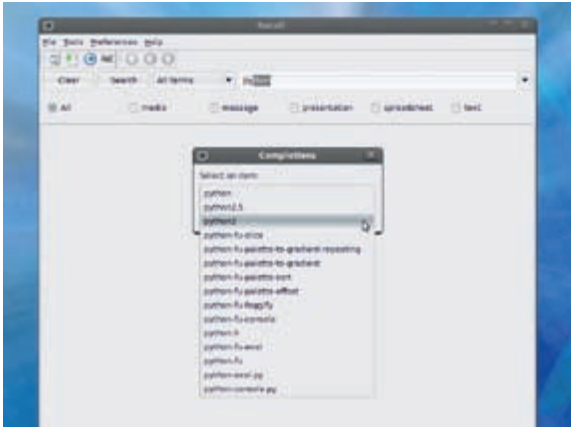 Recoll
File Tools Preferences Help
Clear Search All terms
All media message presentation spreadsheet text
Completions
Select an item:
python
python2.5
python2
python-fu-slice
python-fu-palette-to-gradient-repeating
python-fu-palette-to-gradient
python-fu-palette-sort
python-fu-palette-offset
python-fu-foggify
python-fu-console
python-fu-eval
python-fu
python-eval.py
python-console.py